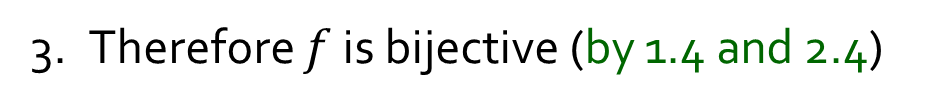 3. Therefore f is bijective (by 1.4 and 2.4)